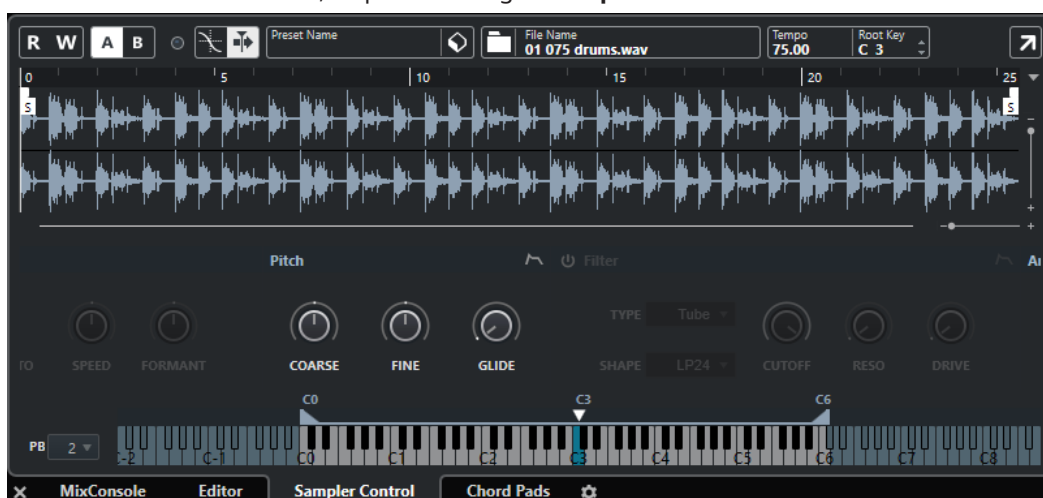 R W A B Preset Name File Name 01 075 drums.wav Tempo 75.00 Root Key C 3
0 5 10 15 20 25
S S
Pitch Filter
TYPE Tube
SPEED FORMANT COARSE FINE GLIDE SHAPE LP24 CUTOFF RESO DRIVE
C0 C3 C6
PB 2
C-1 C0 C1 C2 C3 C4 C5 C6 C7 C8
MixConsole Editor Sampler Control Chord Pads